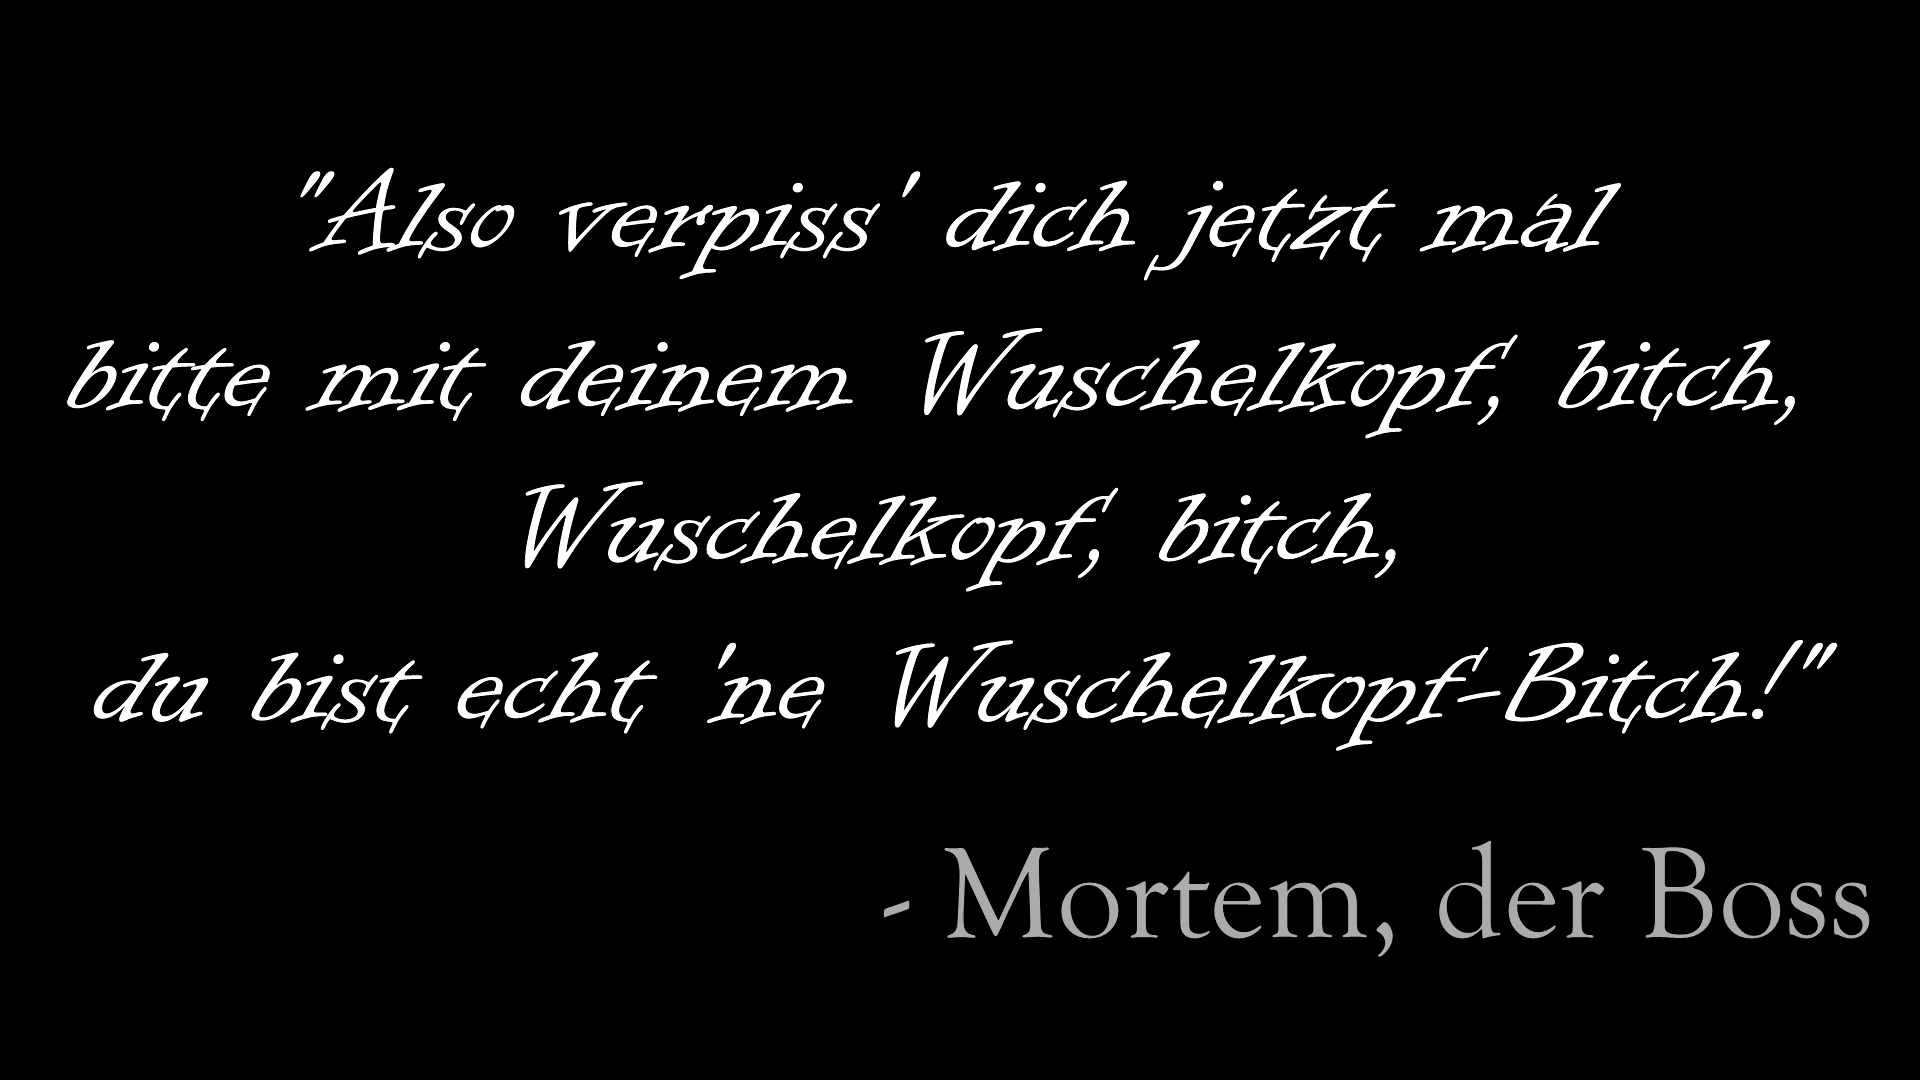 "Also verpiss' dich jetzt mal
bitte mit deinem Wuschelkopf, bitch,
Wuschelkopf, bitch,
du bist echt 'ne Wuschelkopf-Bitch!"
- Mortem, der Boss